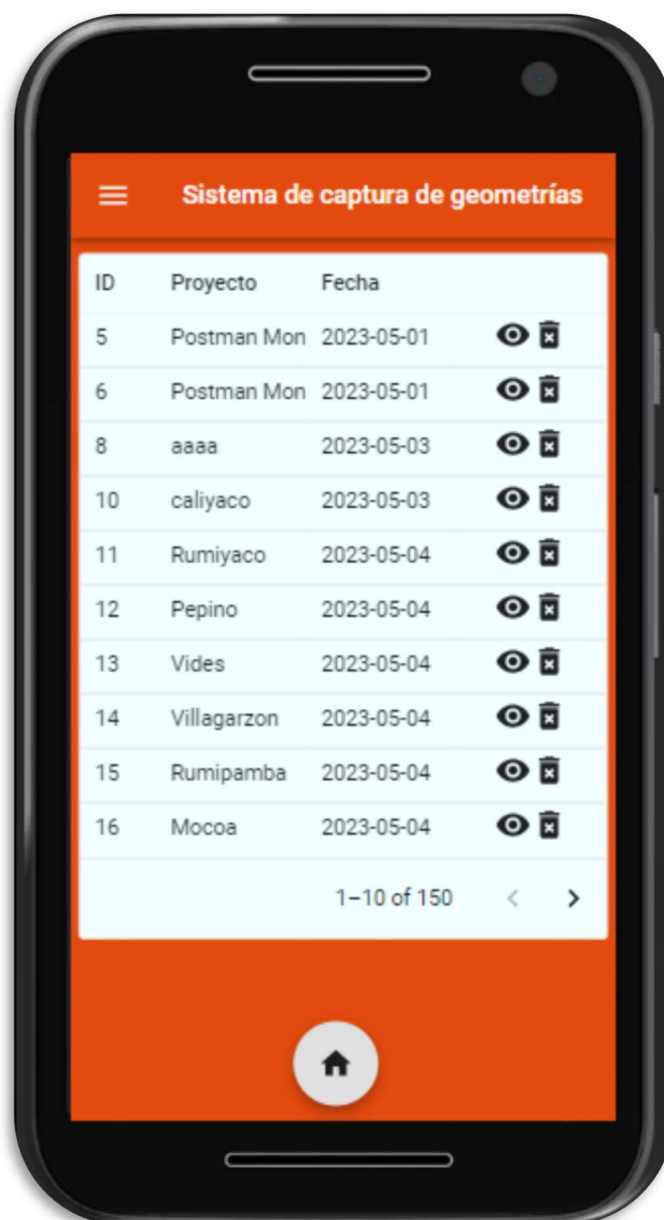 Sistema de captura de geometrías
ID Proyecto Fecha
5 Postman Mon 2023-05-01
6 Postman Mon 2023-05-01
8 aaaa 2023-05-03
10 caliyaco 2023-05-03
11 Rumiyaco 2023-05-04
12 Pepino 2023-05-04
13 Vides 2023-05-04
14 Villagarzon 2023-05-04
15 Rumipamba 2023-05-04
16 Mocoa 2023-05-04
1–10 of 150